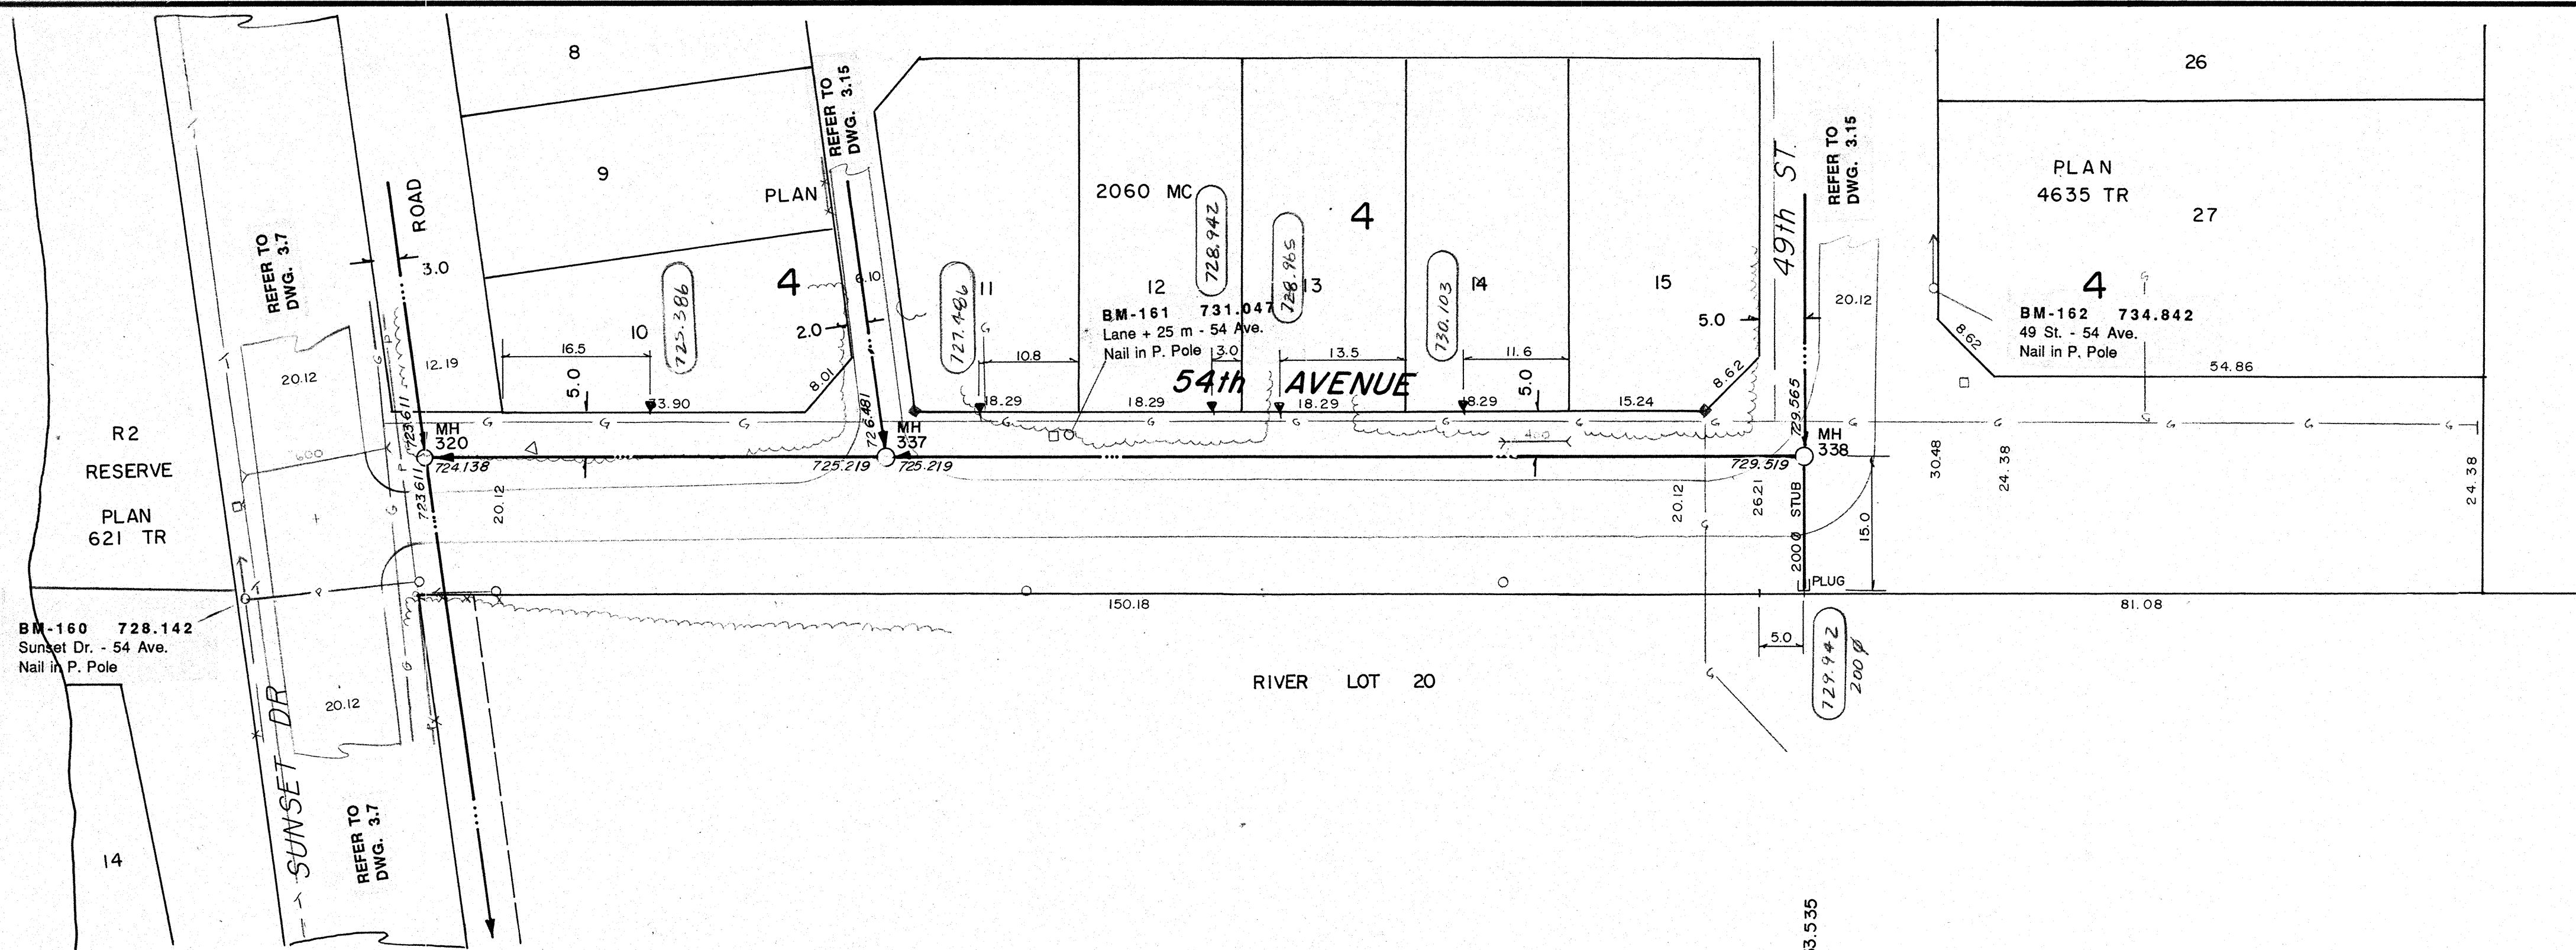 8
9
10
PLAN
4
ROAD
3.0
REFER TO
DWG. 3.7
REFER TO
DWG. 3.15
6.10
2.0
16.5
5.0
725.386
12.19
33.90
8.01
20.12
600
R2
RESERVE
PLAN
621 TR
2060 MC
4
11
12
13
14
15
727.486
728.942
728.965
730.103
BM-161 731.047
Lane + 25 m - 54 Ave.
Nail in P. Pole
10.8
3.0
13.5
11.6
5.0
54th AVENUE
18.29
18.29
18.29
18.29
15.24
8.62
5.0
49th ST.
REFER TO
DWG. 3.15
20.12
26
PLAN
4635 TR
27
4
BM-162 734.842
49 St. - 54 Ave.
Nail in P. Pole
8.62
54.86
723.611
MH
320
724.138
723.611
726.481
MH
337
725.219
725.219
400
729.565
MH
338
729.519
20.12
20.12
26.21
200Ø STUB
15.0
PLUG
30.48
24.38
24.38
150.18
81.08
BM-160 728.142
Sunset Dr. - 54 Ave.
Nail in P. Pole
20.12
SUNSET DR
REFER TO
DWG. 3.7
14
RIVER LOT 20
5.0
729.942
200 Ø
3.535